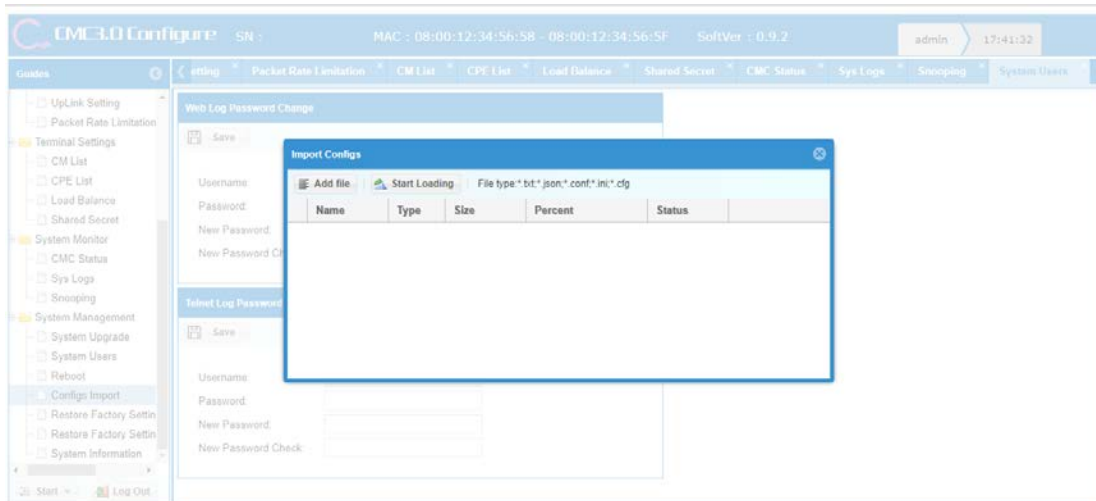 CMC3.0 Configure SN : MAC : 08:00:12:34:56:58 - 08:00:12:34:56:5F SoftVer : 0.9.2 admin 17:41:32
Guides
etting Packet Rate Limitation CM List CPE List Load Balance Shared Secret CMC Status Sys Logs Snooping System Users
UpLink Setting
Packet Rate Limitation
Terminal Settings
CM List
CPE List
Load Balance
Shared Secret
System Monitor
CMC Status
Sys Logs
Snooping
System Management
System Upgrade
System Users
Reboot
Configs Import
Restore Factory Settin
Restore Factory Settin
System Information
Start Log Out
Web Log Password Change
Save
Username:
Password:
New Password:
New Password Ch
Telnet Log Password
Save
Username:
Password:
New Password:
New Password Check:
Import Configs
Add file Start Loading File type:*.txt;*.json;*.conf;*.ini;*.cfg
Name Type Size Percent Status